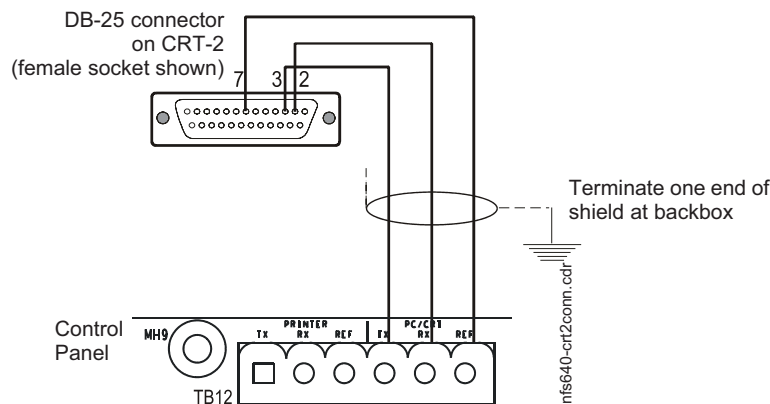 DB-25 connector
on CRT-2
(female socket shown)
7 3 2
Terminate one end of
shield at backbox
nfs640-crt2conn.cdr
Control
Panel
MH9
PRINTER PC/CRT
TX RX REF TX RX REF
TB12